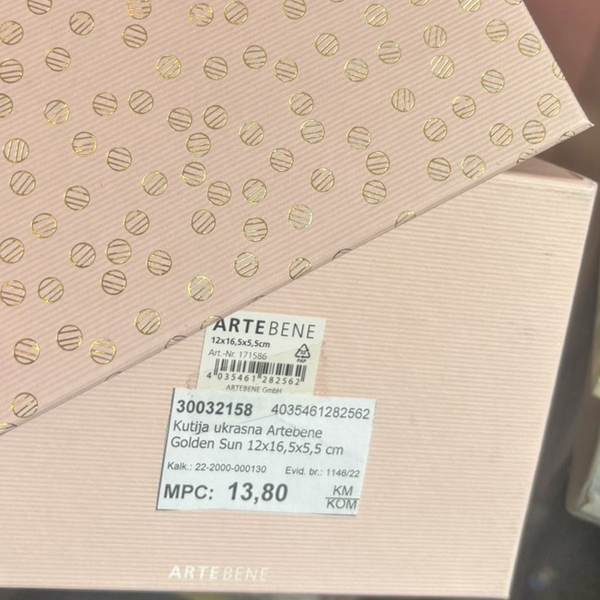 ARTEBENE
12x16,5x5,5cm
Art.-Nr. 171586
PAP
4 035461 282562
ARTEBENE GmbH
30032158 4035461282562
Kutija ukrasna Artebene
Golden Sun 12x16,5x5,5 cm
Kalk.: 22-2000-000130 Evid. br.: 1146/22
MPC: 13,80 KM
KOM
ARTEBENE